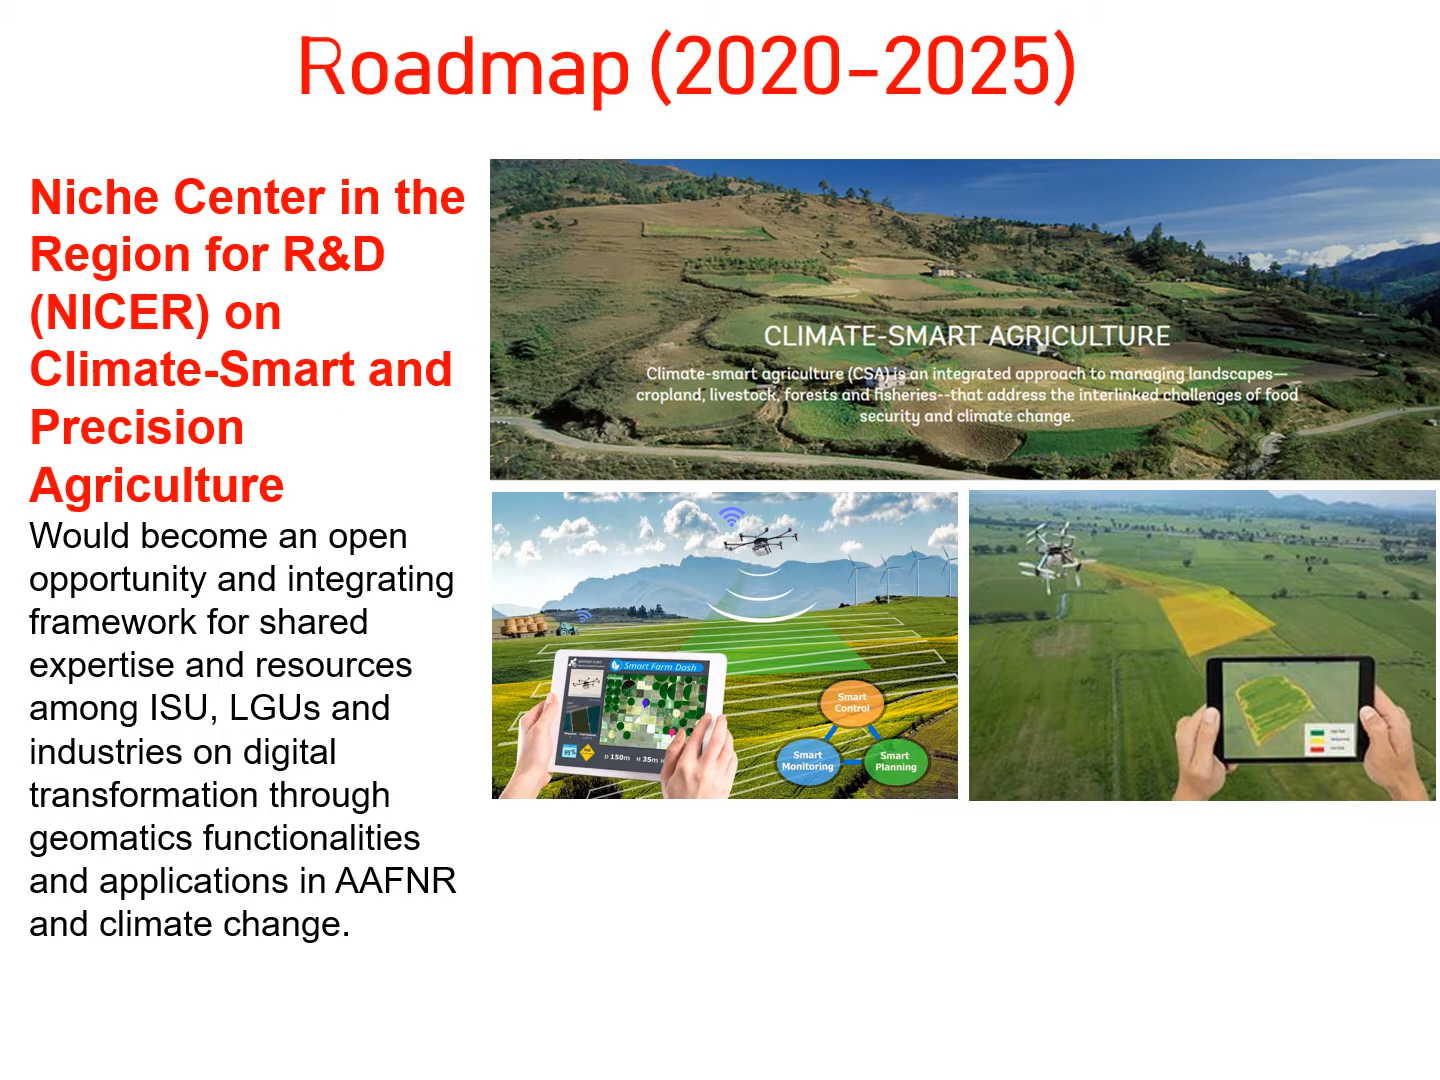 Roadmap (2020-2025)
Niche Center in the
Region for R&D
(NICER) on
Climate-Smart and
Precision
Agriculture
Would become an open
opportunity and integrating
framework for shared
expertise and resources
among ISU, LGUs and
industries on digital
transformation through
geomatics functionalities
and applications in AAFNR
and climate change.
CLIMATE-SMART AGRICULTURE
Climate-smart agriculture (CSA) is an integrated approach to managing landscapes—
cropland, livestock, forests and fisheries--that address the interlinked challenges of food
security and climate change.
Smart Farm Dash
95%
D 150m H 35m H
Smart
Control
Smart
Monitoring
Smart
Planning